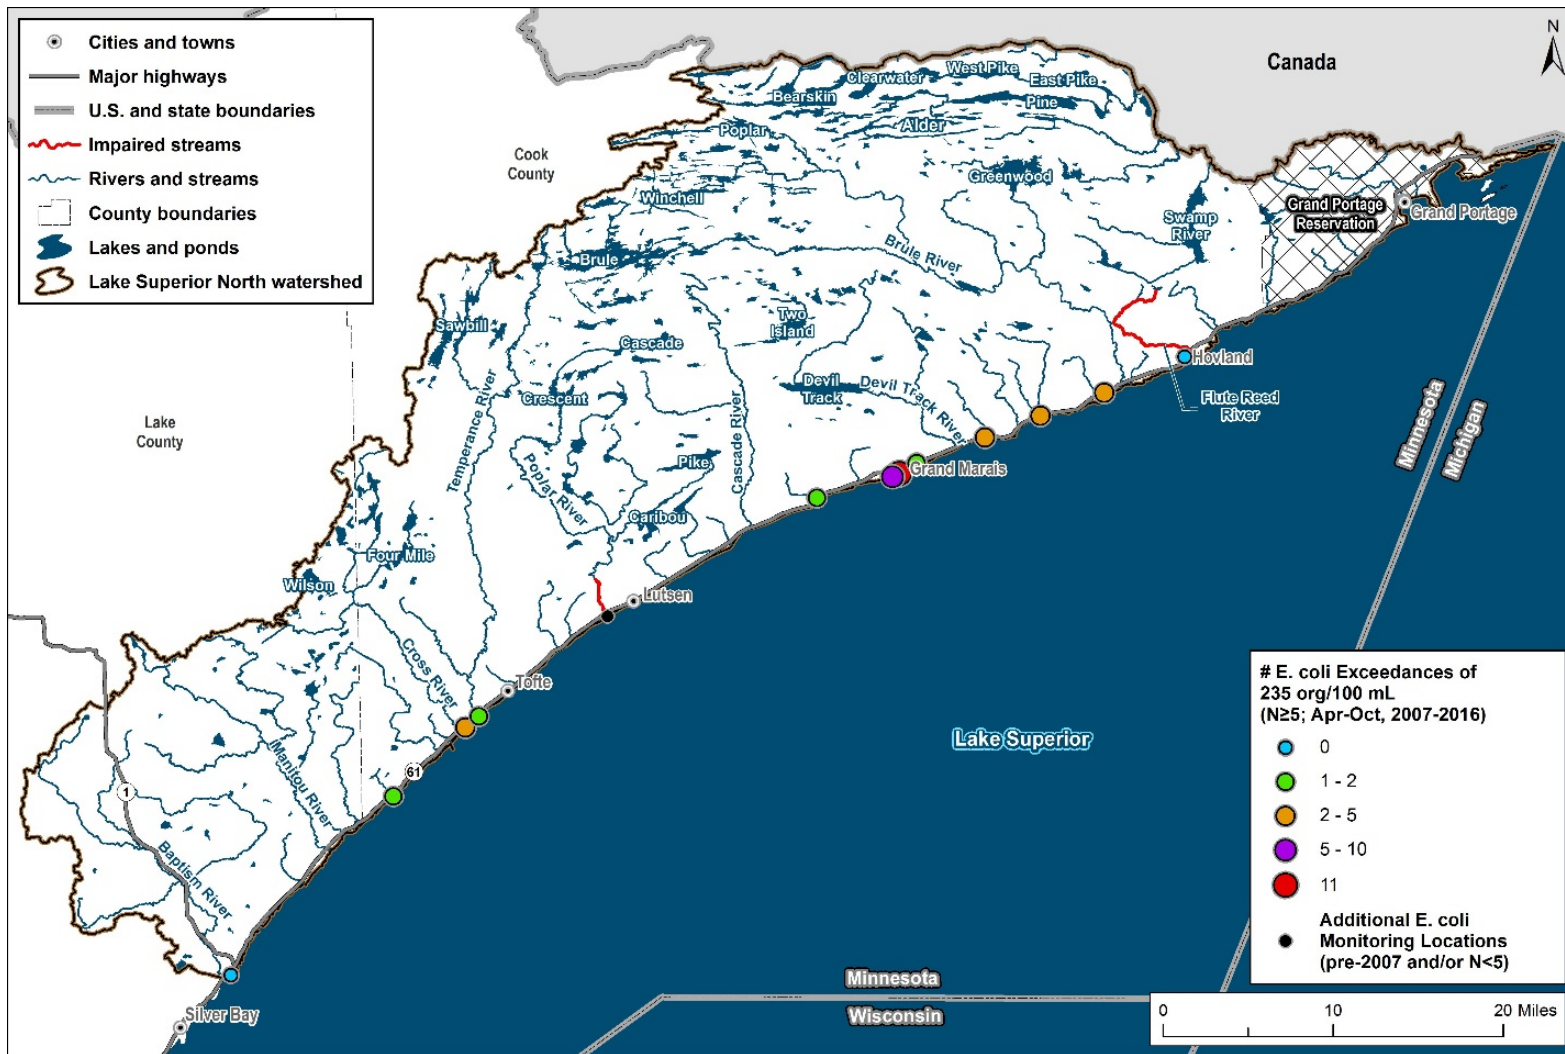 Cities and towns
Major highways
U.S. and state boundaries
Impaired streams
Rivers and streams
County boundaries
Lakes and ponds
Lake Superior North watershed
N
Canada
West Pike
Clearwater
East Pike
Bearskin
Pine
Alder
Poplar
Cook
County
Greenwood
Winchell
Swamp
River
Grand Portage
Reservation
Grand Portage
Brule
Brule River
Sawbill
Two
Island
Cascade
Hovland
Devil
Track
Devil Track River
Crescent
Flute Reed
River
Lake
County
Temperance River
Cascade River
Minnesota
Michigan
Poplar River
Pike
Grand Marais
Caribou
Four Mile
Wilson
Lutsen
Cross River
Tofte
Manitou River
61
1
Baptism River
Silver Bay
Lake Superior
# E. coli Exceedances of
235 org/100 mL
(N≥5; Apr-Oct, 2007-2016)
0
1 - 2
2 - 5
5 - 10
11
Additional E. coli
Monitoring Locations
(pre-2007 and/or N<5)
Minnesota
Wisconsin
0 10 20 Miles